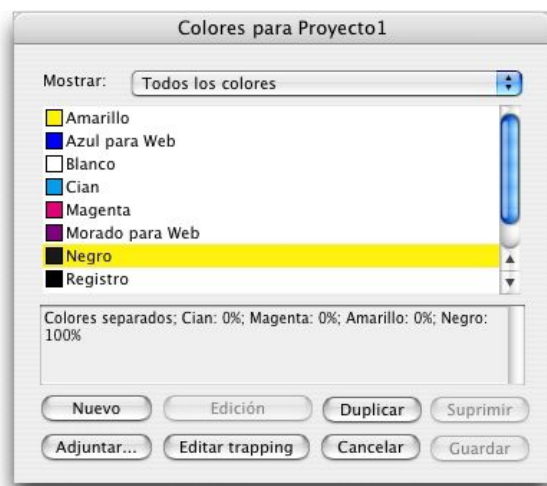 Colores para Proyecto1
Mostrar: Todos los colores
Amarillo
Azul para Web
Blanco
Cian
Magenta
Morado para Web
Negro
Registro
Colores separados; Cian: 0%; Magenta: 0%; Amarillo: 0%; Negro:
100%
Nuevo Edición Duplicar Suprimir
Adjuntar... Editar trapping Cancelar Guardar